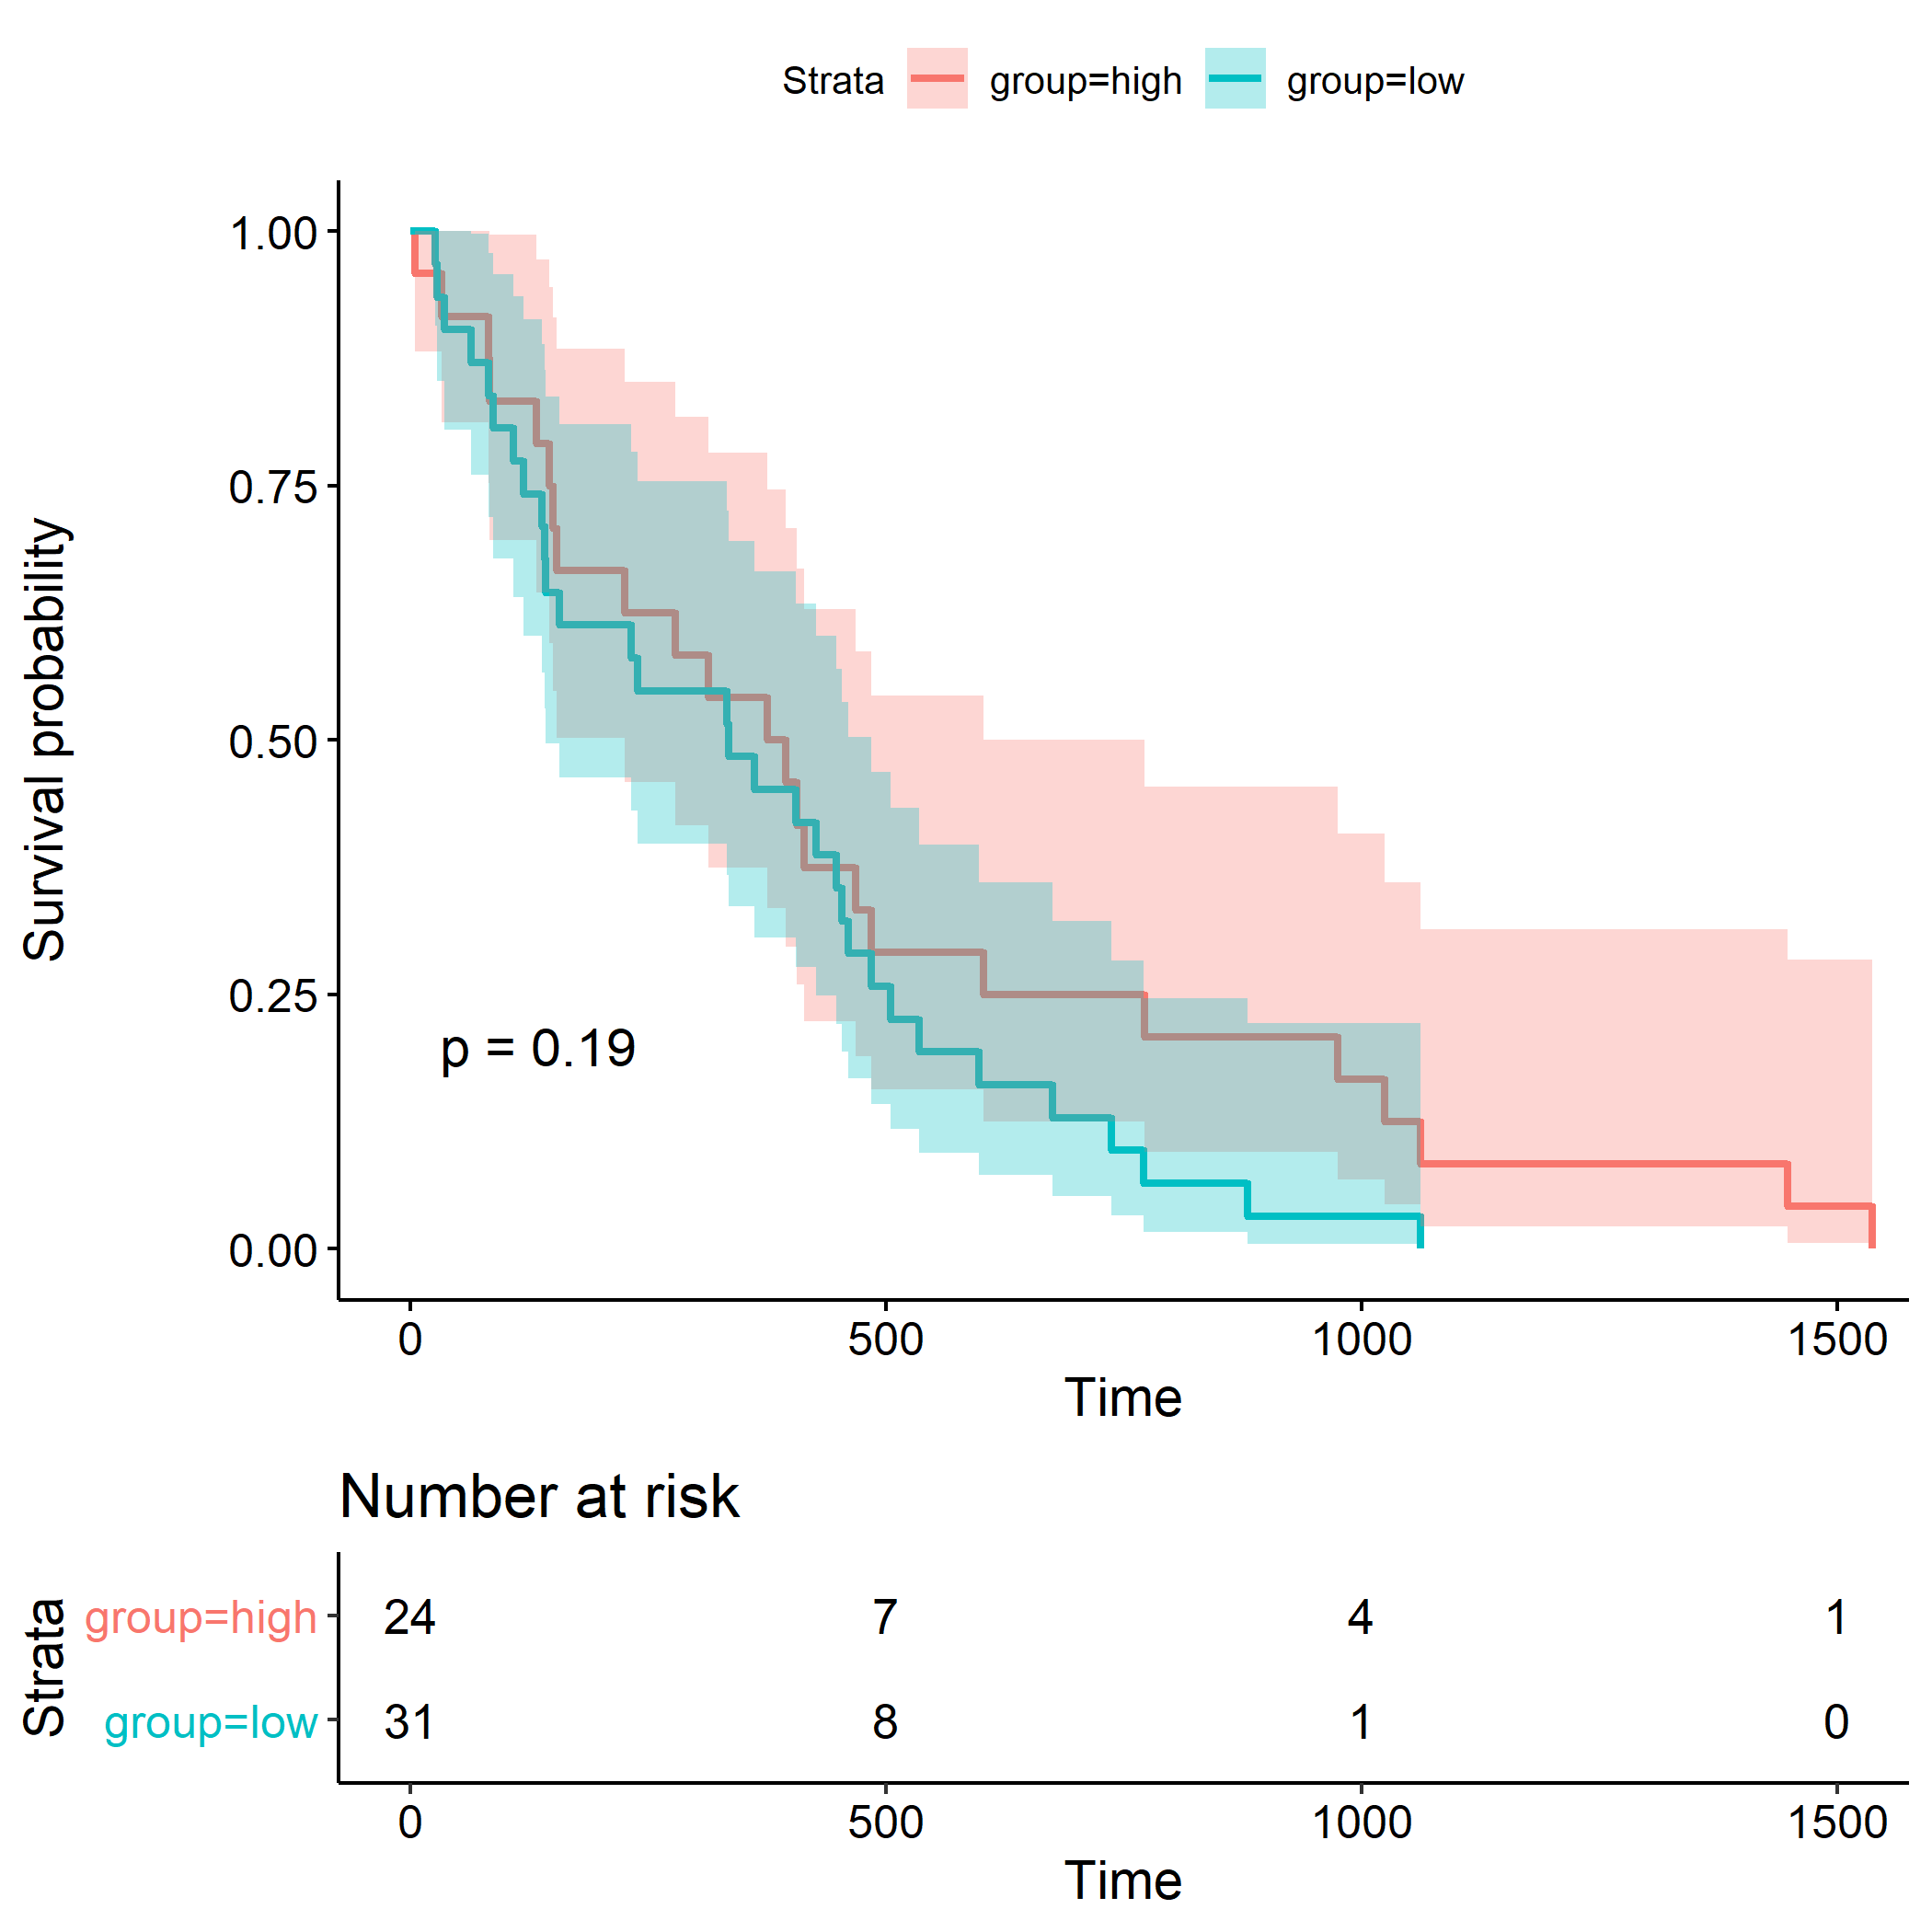 Strata group=high group=low
Survival probability
1.00
0.75
0.50
0.25
0.00
p = 0.19
0 500 1000 1500
Time
Number at risk
Strata
group=high 24 7 4 1
group=low 31 8 1 0
0 500 1000 1500
Time